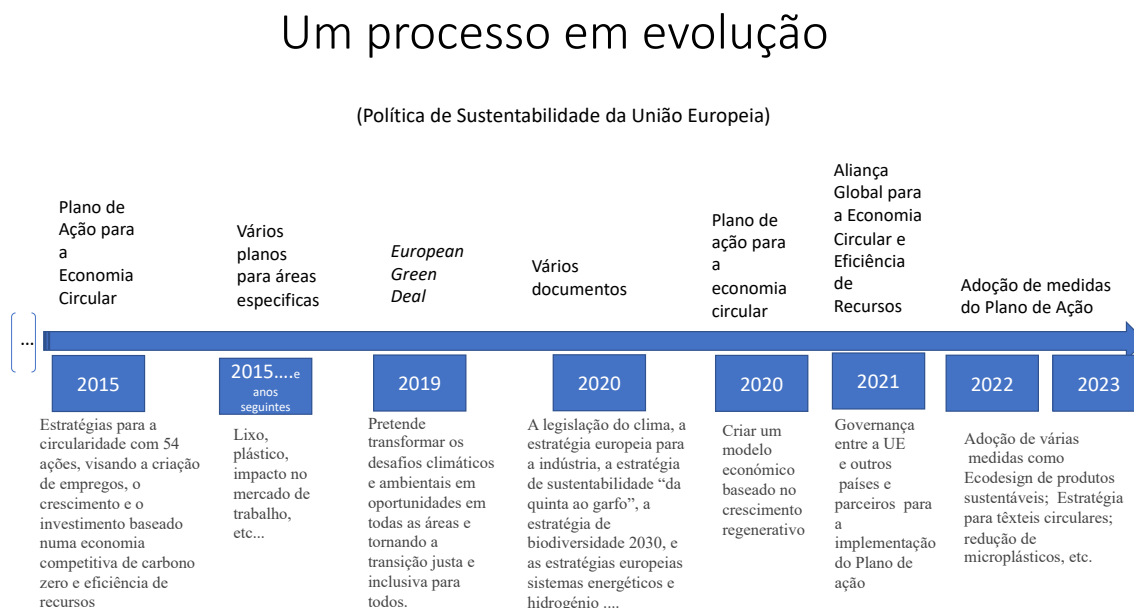 Um processo em evolução
(Política de Sustentabilidade da União Europeia)
Plano de
Ação para
a
Economia
Circular
Vários
planos
para áreas
especificas
European
Green
Deal
Vários
documentos
Plano de
ação para
a
economia
circular
Aliança
Global para
a Economia
Circular e
Eficiência
de
Recursos
Adoção de medidas
do Plano de Ação
...
2015
2015....e
anos
seguintes
2019
2020
2020
2021
2022
2023
Estratégias para a
circularidade com 54
ações, visando a criação
de empregos, o
crescimento e o
investimento baseado
numa economia
competitiva de carbono
zero e eficiência de
recursos
Lixo,
plástico,
impacto no
mercado de
trabalho,
etc...
Pretende
transformar os
desafios climáticos
e ambientais em
oportunidades em
todas as áreas e
tornando a
transição justa e
inclusiva para
todos.
A legislação do clima, a
estratégia europeia para
a indústria, a estratégia
de sustentabilidade “da
quinta ao garfo”, a
estratégia de
biodiversidade 2030, e
as estratégias europeias
sistemas energéticos e
hidrogénio ....
Criar um
modelo
económico
baseado no
crescimento
regenerativo
Governança
entre a UE
e outros
países e
parceiros para
a
implementação
do Plano de
ação
Adoção de várias
medidas como
Ecodesign de produtos
sustentáveis; Estratégia
para têxteis circulares;
redução de
microplásticos, etc.